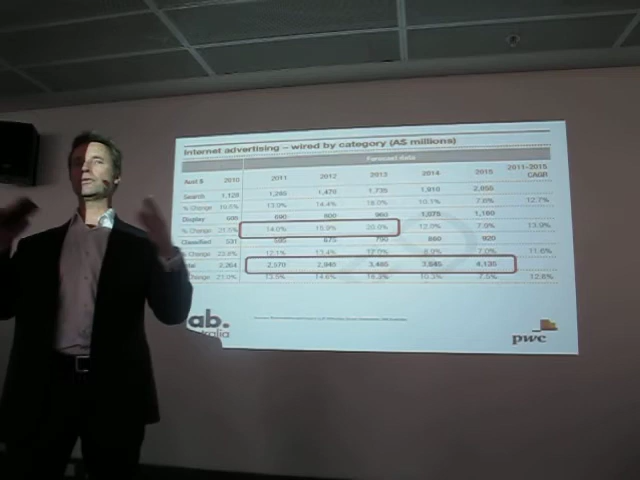 Internet advertising – wired by category (A$ millions)
Forecast data
Aust $ 2010 2011 2012 2013 2014 2015 2011-2015 CAGR
Search 1,128 1,285 1,470 1,735 1,910 2,055
% Change 13.9% 14.4% 18.0% 10.1% 7.6% 12.7%
Display 690 800 960 1,075 1,160
% Change 14.0% 15.9% 20.0% 7.9% 13.9%
Classified 531 595 675 790 860 920
Change 12.1% 13.4% 17.0% 8.9% 7.0% 11.6%
2,264 2,570 2,945 3,485 3,845 4,135
Change 21.0% 13.5% 14.6% 18.3% 10.3% 7.5% 12.8%
ab.
ralia
pwc